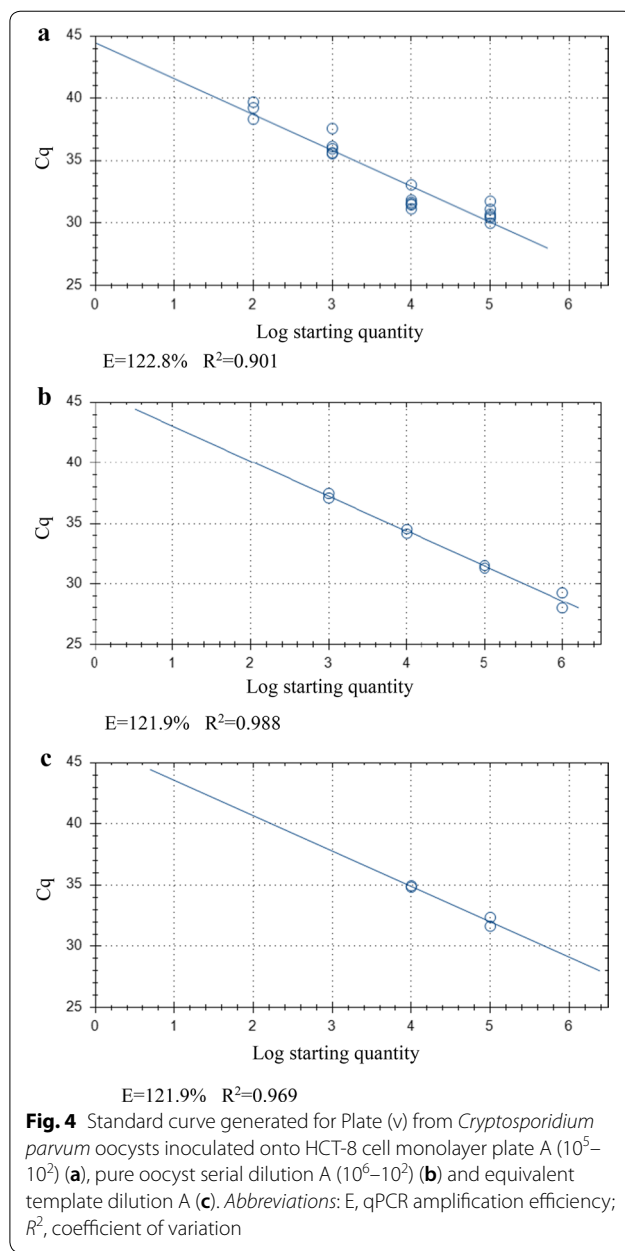 a
45
40
35
30
25
Cq
0 1 2 3 4 5 6
Log starting quantity
E=122.8% R²=0.901
b
45
40
35
30
25
Cq
0 1 2 3 4 5 6
Log starting quantity
E=121.9% R²=0.988
c
45
40
35
30
25
Cq
0 1 2 3 4 5 6
Log starting quantity
E=121.9% R²=0.969
Fig. 4 Standard curve generated for Plate (v) from Cryptosporidium
parvum oocysts inoculated onto HCT-8 cell monolayer plate A (10⁵–
10²) (a), pure oocyst serial dilution A (10⁶–10²) (b) and equivalent
template dilution A (c). Abbreviations: E, qPCR amplification efficiency;
R², coefficient of variation